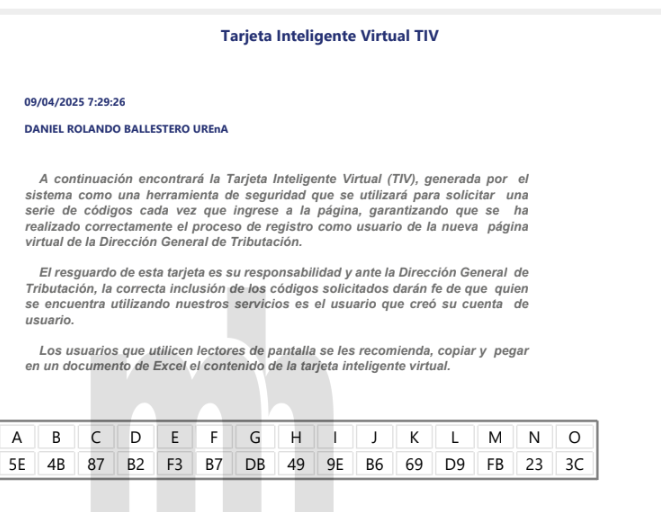 Tarjeta Inteligente Virtual TIV
09/04/2025 7:29:26
DANIEL ROLANDO BALLESTERO UREnA
A continuación encontrará la Tarjeta Inteligente Virtual (TIV), generada por el
sistema como una herramienta de seguridad que se utilizará para solicitar una
serie de códigos cada vez que ingrese a la página, garantizando que se ha
realizado correctamente el proceso de registro como usuario de la nueva página
virtual de la Dirección General de Tributación.
El resguardo de esta tarjeta es su responsabilidad y ante la Dirección General de
Tributación, la correcta inclusión de los códigos solicitados darán fe de que quien
se encuentra utilizando nuestros servicios es el usuario que creó su cuenta de
usuario.
Los usuarios que utilicen lectores de pantalla se les recomienda, copiar y pegar
en un documento de Excel el contenido de la tarjeta inteligente virtual.
A B C D E F G H I J K L M N O
5E 4B 87 B2 F3 B7 DB 49 9E B6 69 D9 FB 23 3C
mh